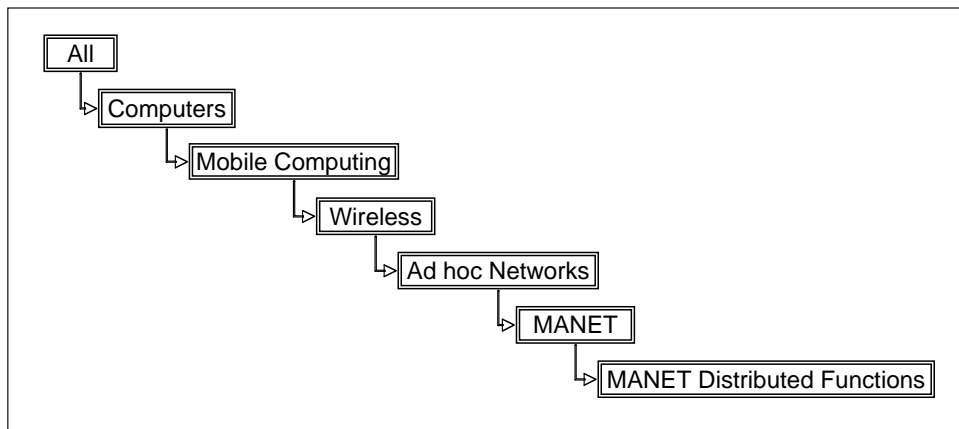 All
Computers
Mobile Computing
Wireless
Ad hoc Networks
MANET
MANET Distributed Functions